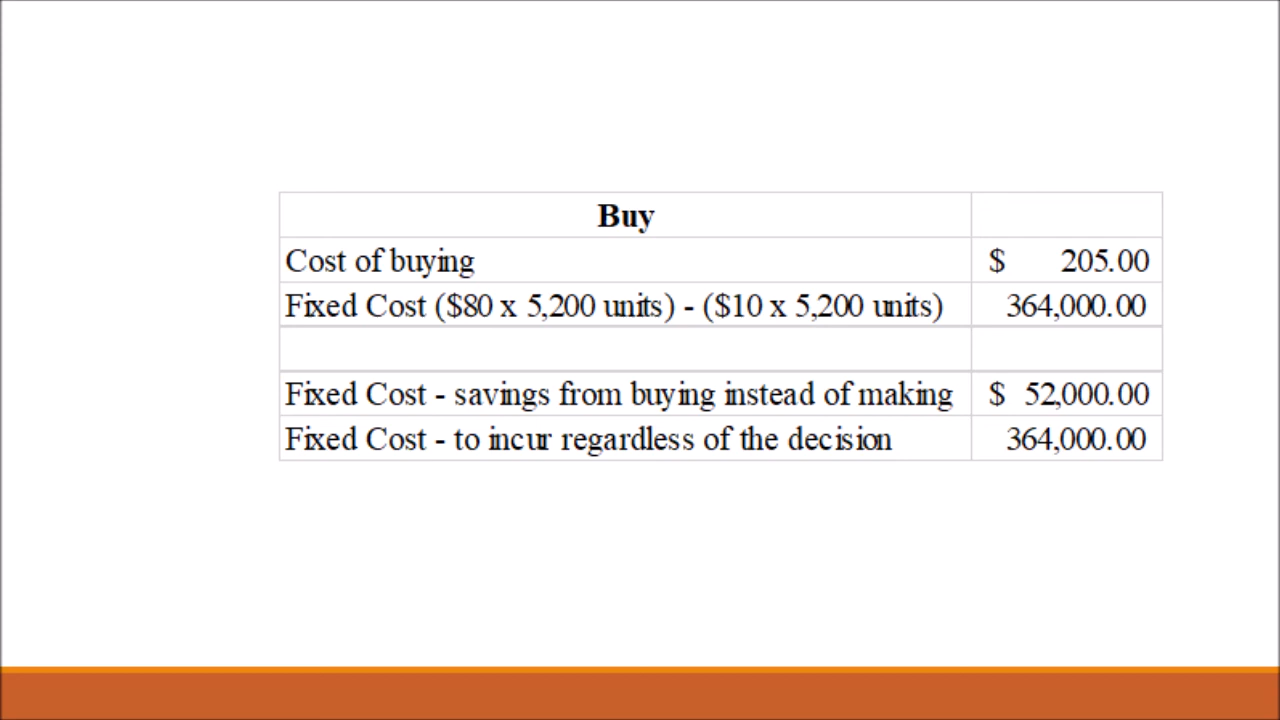 Buy
Cost of buying $ 205.00
Fixed Cost ($80 x 5,200 units) - ($10 x 5,200 units) 364,000.00
Fixed Cost - savings from buying instead of making $ 52,000.00
Fixed Cost - to incur regardless of the decision 364,000.00